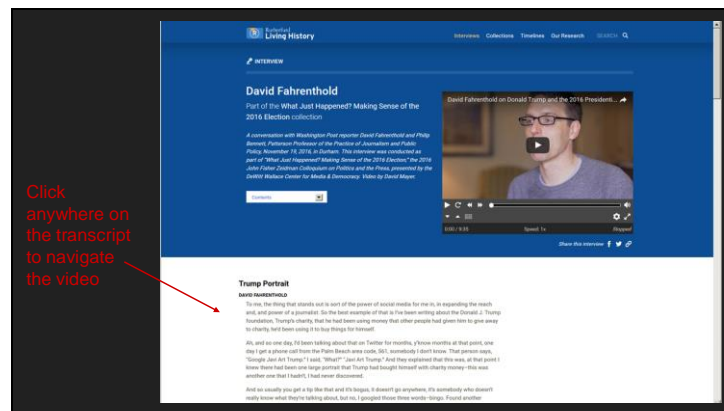 Rutherfurd
Living History
Interviews Collections Timelines Our Research SEARCH
INTERVIEW
David Fahrenthold
Part of the What Just Happened? Making Sense of the
2016 Election collection
A conversation with Washington Post reporter David Fahrenthold and Philip
Bennett, Patterson Professor of the Practice of Journalism and Public
Policy, November 19, 2016, in Durham. This interview was conducted as
part of "What Just Happened? Making Sense of the 2016 Election," the 2016
John Fisher Zeidman Colloquium on Politics and the Press, presented by the
DeWitt Wallace Center for Media & Democracy. Video by David Mayer.
Contents
David Fahrenthold on Donald Trump and the 2016 Presidenti...
0:00 / 9:35 Speed: 1x Stopped
Share this interview
Click
anywhere on
the transcript
to navigate
the video
Trump Portrait
DAVID FAHRENTHOLD
To me, the thing that stands out is sort of the power of social media for me in, in expanding the reach
and, and power of a journalist. So the best example of that is I've been writing about the Donald J. Trump
foundation, Trump's charity, that he had been using money that other people had given him to give away
to charity, he'd been using it to buy things for himself.
Ah, and so one day, I'd been talking about that on Twitter for months, y'know months at that point, one
day I get a phone call from the Palm Beach area code, 561, somebody I don't know. That person says,
"Google Javi Art Trump." I said, "What?" "Javi Art Trump." And they explained that this was, at that point I
knew there had been one large portrait that Trump had bought himself with charity money-this was
another one that I hadn't, I had never discovered.
And so usually you get a tip like that and it's bogus, it doesn't go anywhere, it's somebody who doesn't
really know what they're talking about, but no, I googled those three words-bingo. Found another